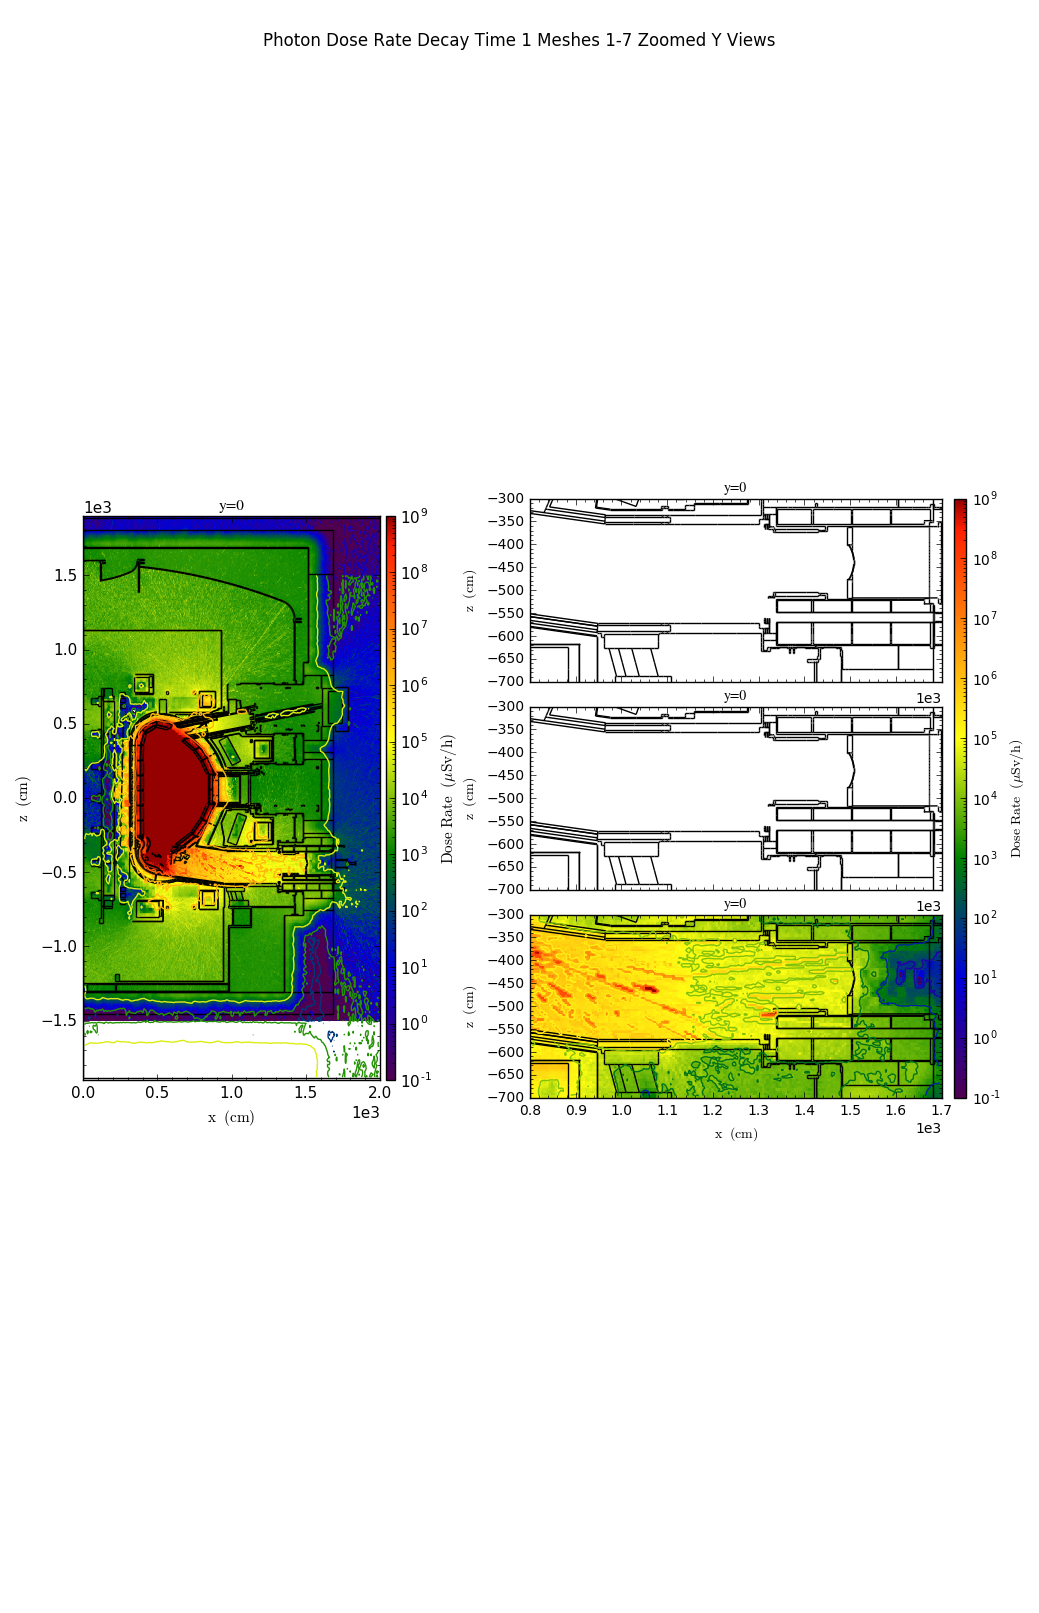 Photon Dose Rate Decay Time 1 Meshes 1-7 Zoomed Y Views
1e3
y=0
1.5
1.0
0.5
0.0
−0.5
−1.0
−1.5
z (cm)
0.0 0.5 1.0 1.5 2.0
1e3
x (cm)
10^9
10^8
10^7
10^6
10^5
10^4
10^3
10^2
10^1
10^0
10^-1
Dose Rate (μSv/h)
y=0
−300
−350
−400
−450
−500
−550
−600
−650
−700
z (cm)
y=0
1e3
−300
−350
−400
−450
−500
−550
−600
−650
−700
z (cm)
y=0
1e3
−300
−350
−400
−450
−500
−550
−600
−650
−700
z (cm)
0.8 0.9 1.0 1.1 1.2 1.3 1.4 1.5 1.6 1.7
1e3
x (cm)
10^9
10^8
10^7
10^6
10^5
10^4
10^3
10^2
10^1
10^0
10^-1
Dose Rate (μSv/h)